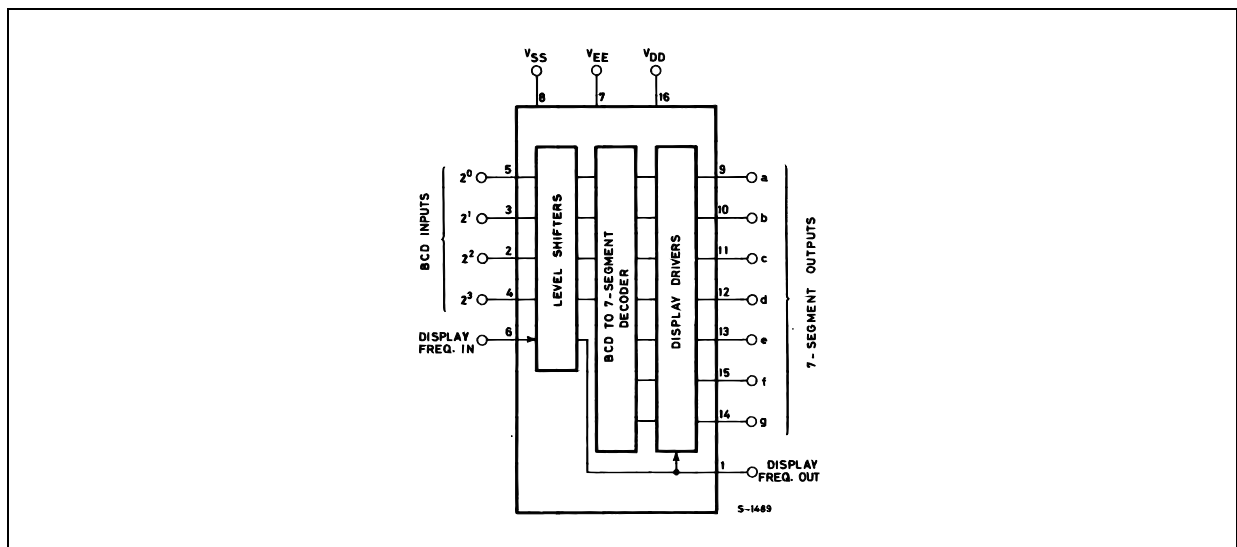 VSS VEE VDD
8 7 16
BCD INPUTS
2⁰ 5
2¹ 3
2² 2
2³ 4
DISPLAY
FREQ. IN
6
LEVEL SHIFTERS
BCD TO 7-SEGMENT
DECODER
DISPLAY DRIVERS
9 a
10 b
11 c
12 d
13 e
15 f
14 g
7-SEGMENT OUTPUTS
1 DISPLAY
FREQ. OUT
S-1489